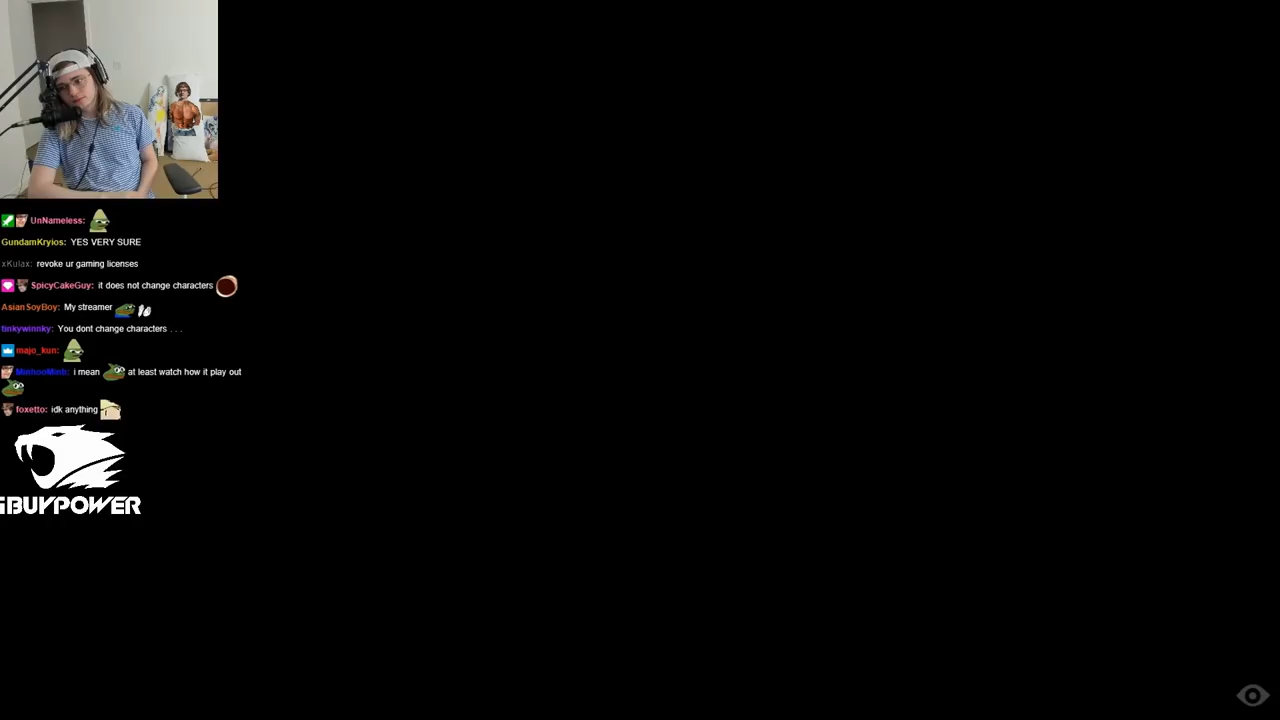 UnNameless:
GundamKryios: YES VERY SURE
xKulax: revoke ur gaming licenses
SpicyCakeGuy: it does not change characters
AsianSoyBoy: My streamer
tinkywinnky: You dont change characters . . .
majo_kun:
MinhooMinh: i mean at least watch how it play out
foxetto: idk anything
iBUYPOWER